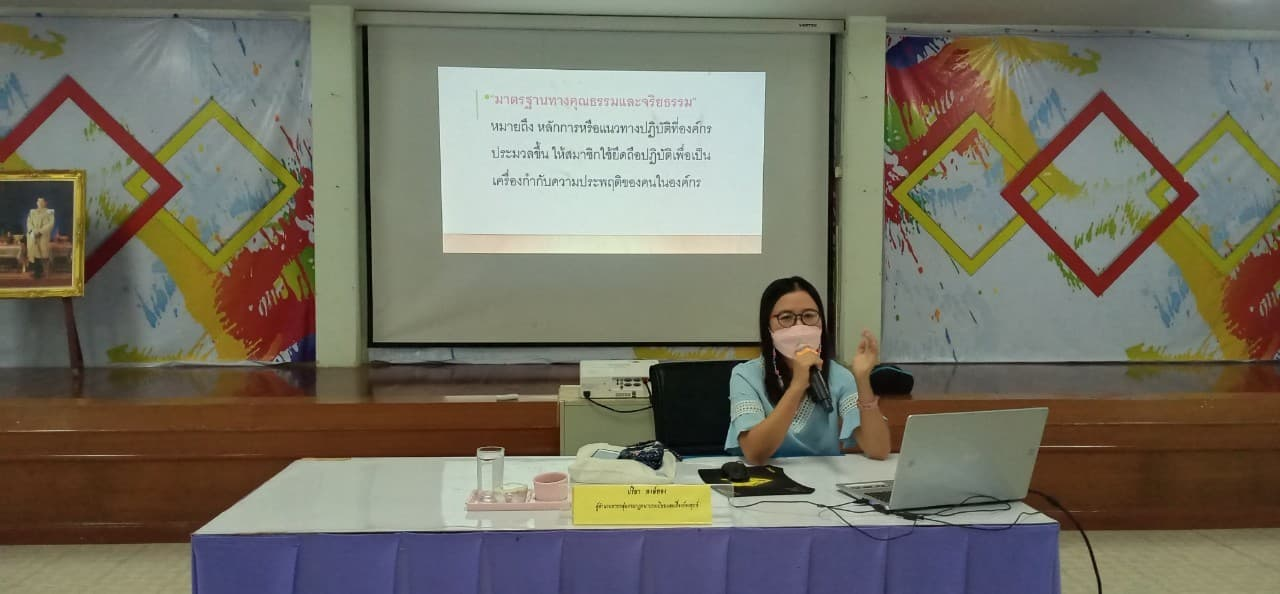 "มาตรฐานทางคุณธรรมและจริยธรรม"
หมายถึง หลักการหรือแนวทางปฏิบัติที่องค์กร
ประมวลขึ้น ให้สมาชิกใช้ยึดถือปฏิบัติเพื่อเป็น
เครื่องกำกับความประพฤติของคนในองค์กร
ปริดา